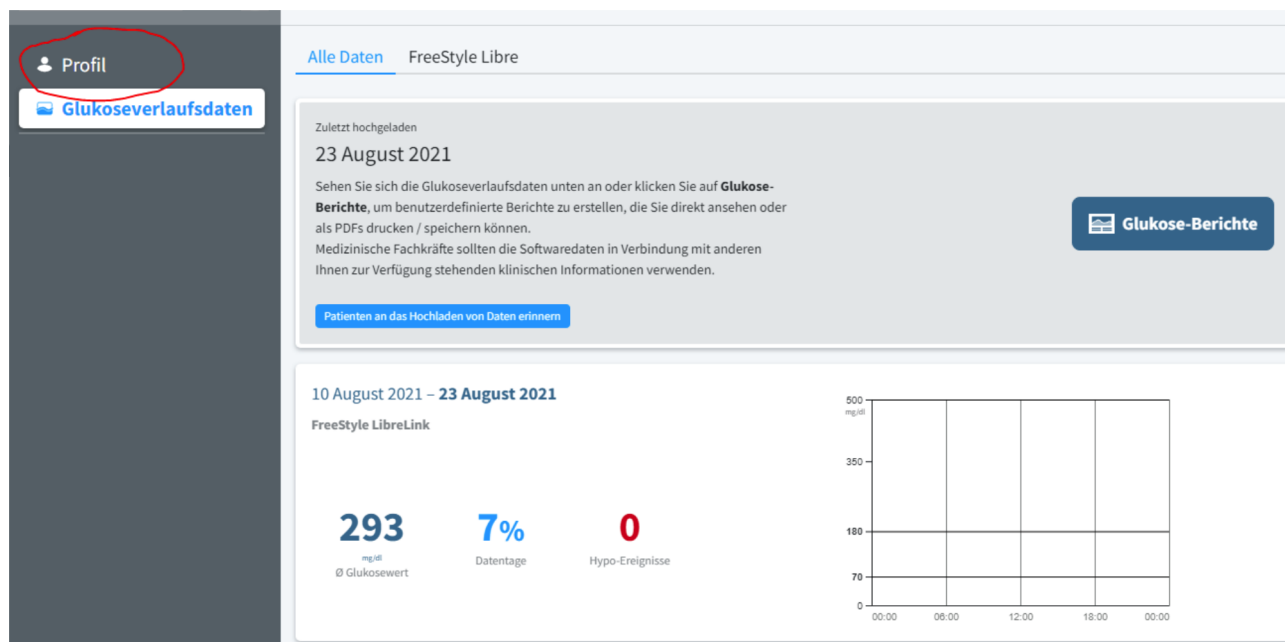 Profil
Glukoseverlaufsdaten
Alle Daten FreeStyle Libre
Zuletzt hochgeladen
23 August 2021
Sehen Sie sich die Glukoseverlaufsdaten unten an oder klicken Sie auf Glukose-
Berichte, um benutzerdefinierte Berichte zu erstellen, die Sie direkt ansehen oder
als PDFs drucken / speichern können.
Medizinische Fachkräfte sollten die Softwaredaten in Verbindung mit anderen
Ihnen zur Verfügung stehenden klinischen Informationen verwenden.
Patienten an das Hochladen von Daten erinnern
Glukose-Berichte
10 August 2021 – 23 August 2021
FreeStyle LibreLink
293 7% 0
mg/dl
Ø Glukosewert Datentage Hypo-Ereignisse
500
mg/dl
350
180
70
0
00:00 06:00 12:00 18:00 00:00